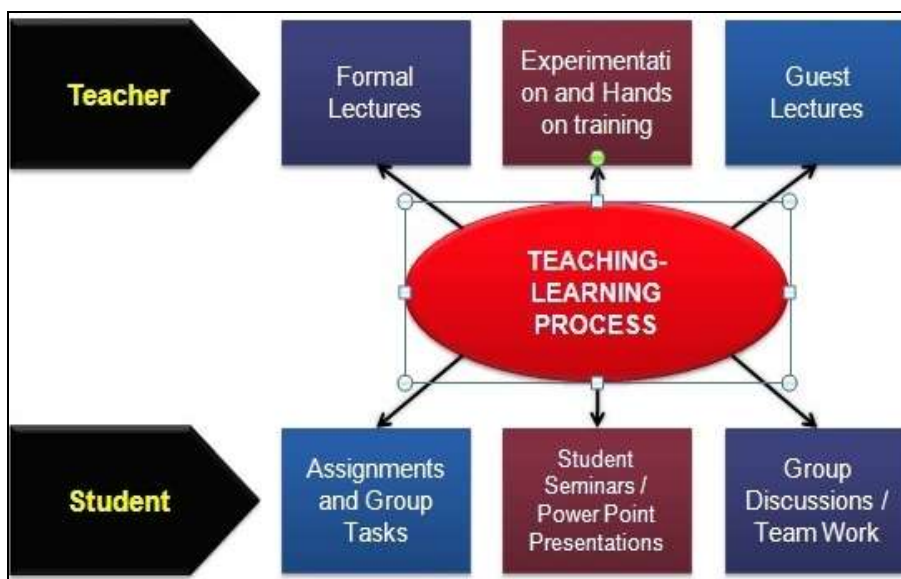 Teacher
Formal
Lectures
Experimentati
on and Hands
on training
Guest
Lectures
TEACHING-
LEARNING
PROCESS
Student
Assignments
and Group
Tasks
Student
Seminars /
Power Point
Presentations
Group
Discussions /
Team Work